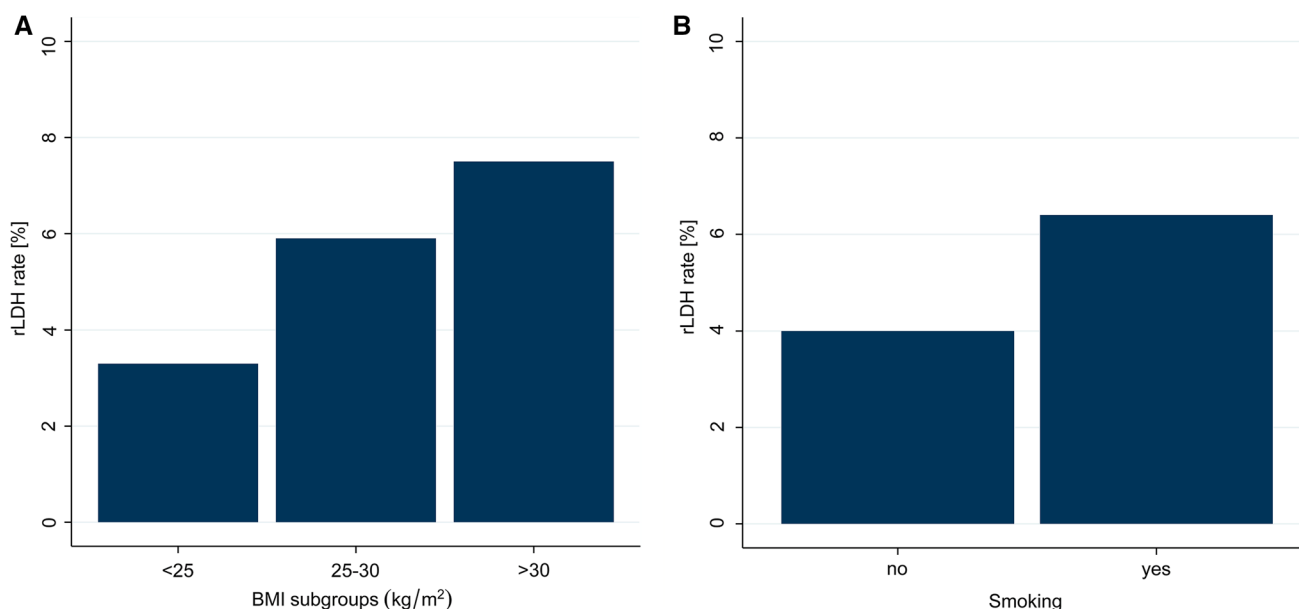 A
rLDH rate [%]
10
8
6
4
2
0
<25 25-30 >30
BMI subgroups (kg/m²)
B
rLDH rate [%]
10
8
6
4
2
0
no yes
Smoking